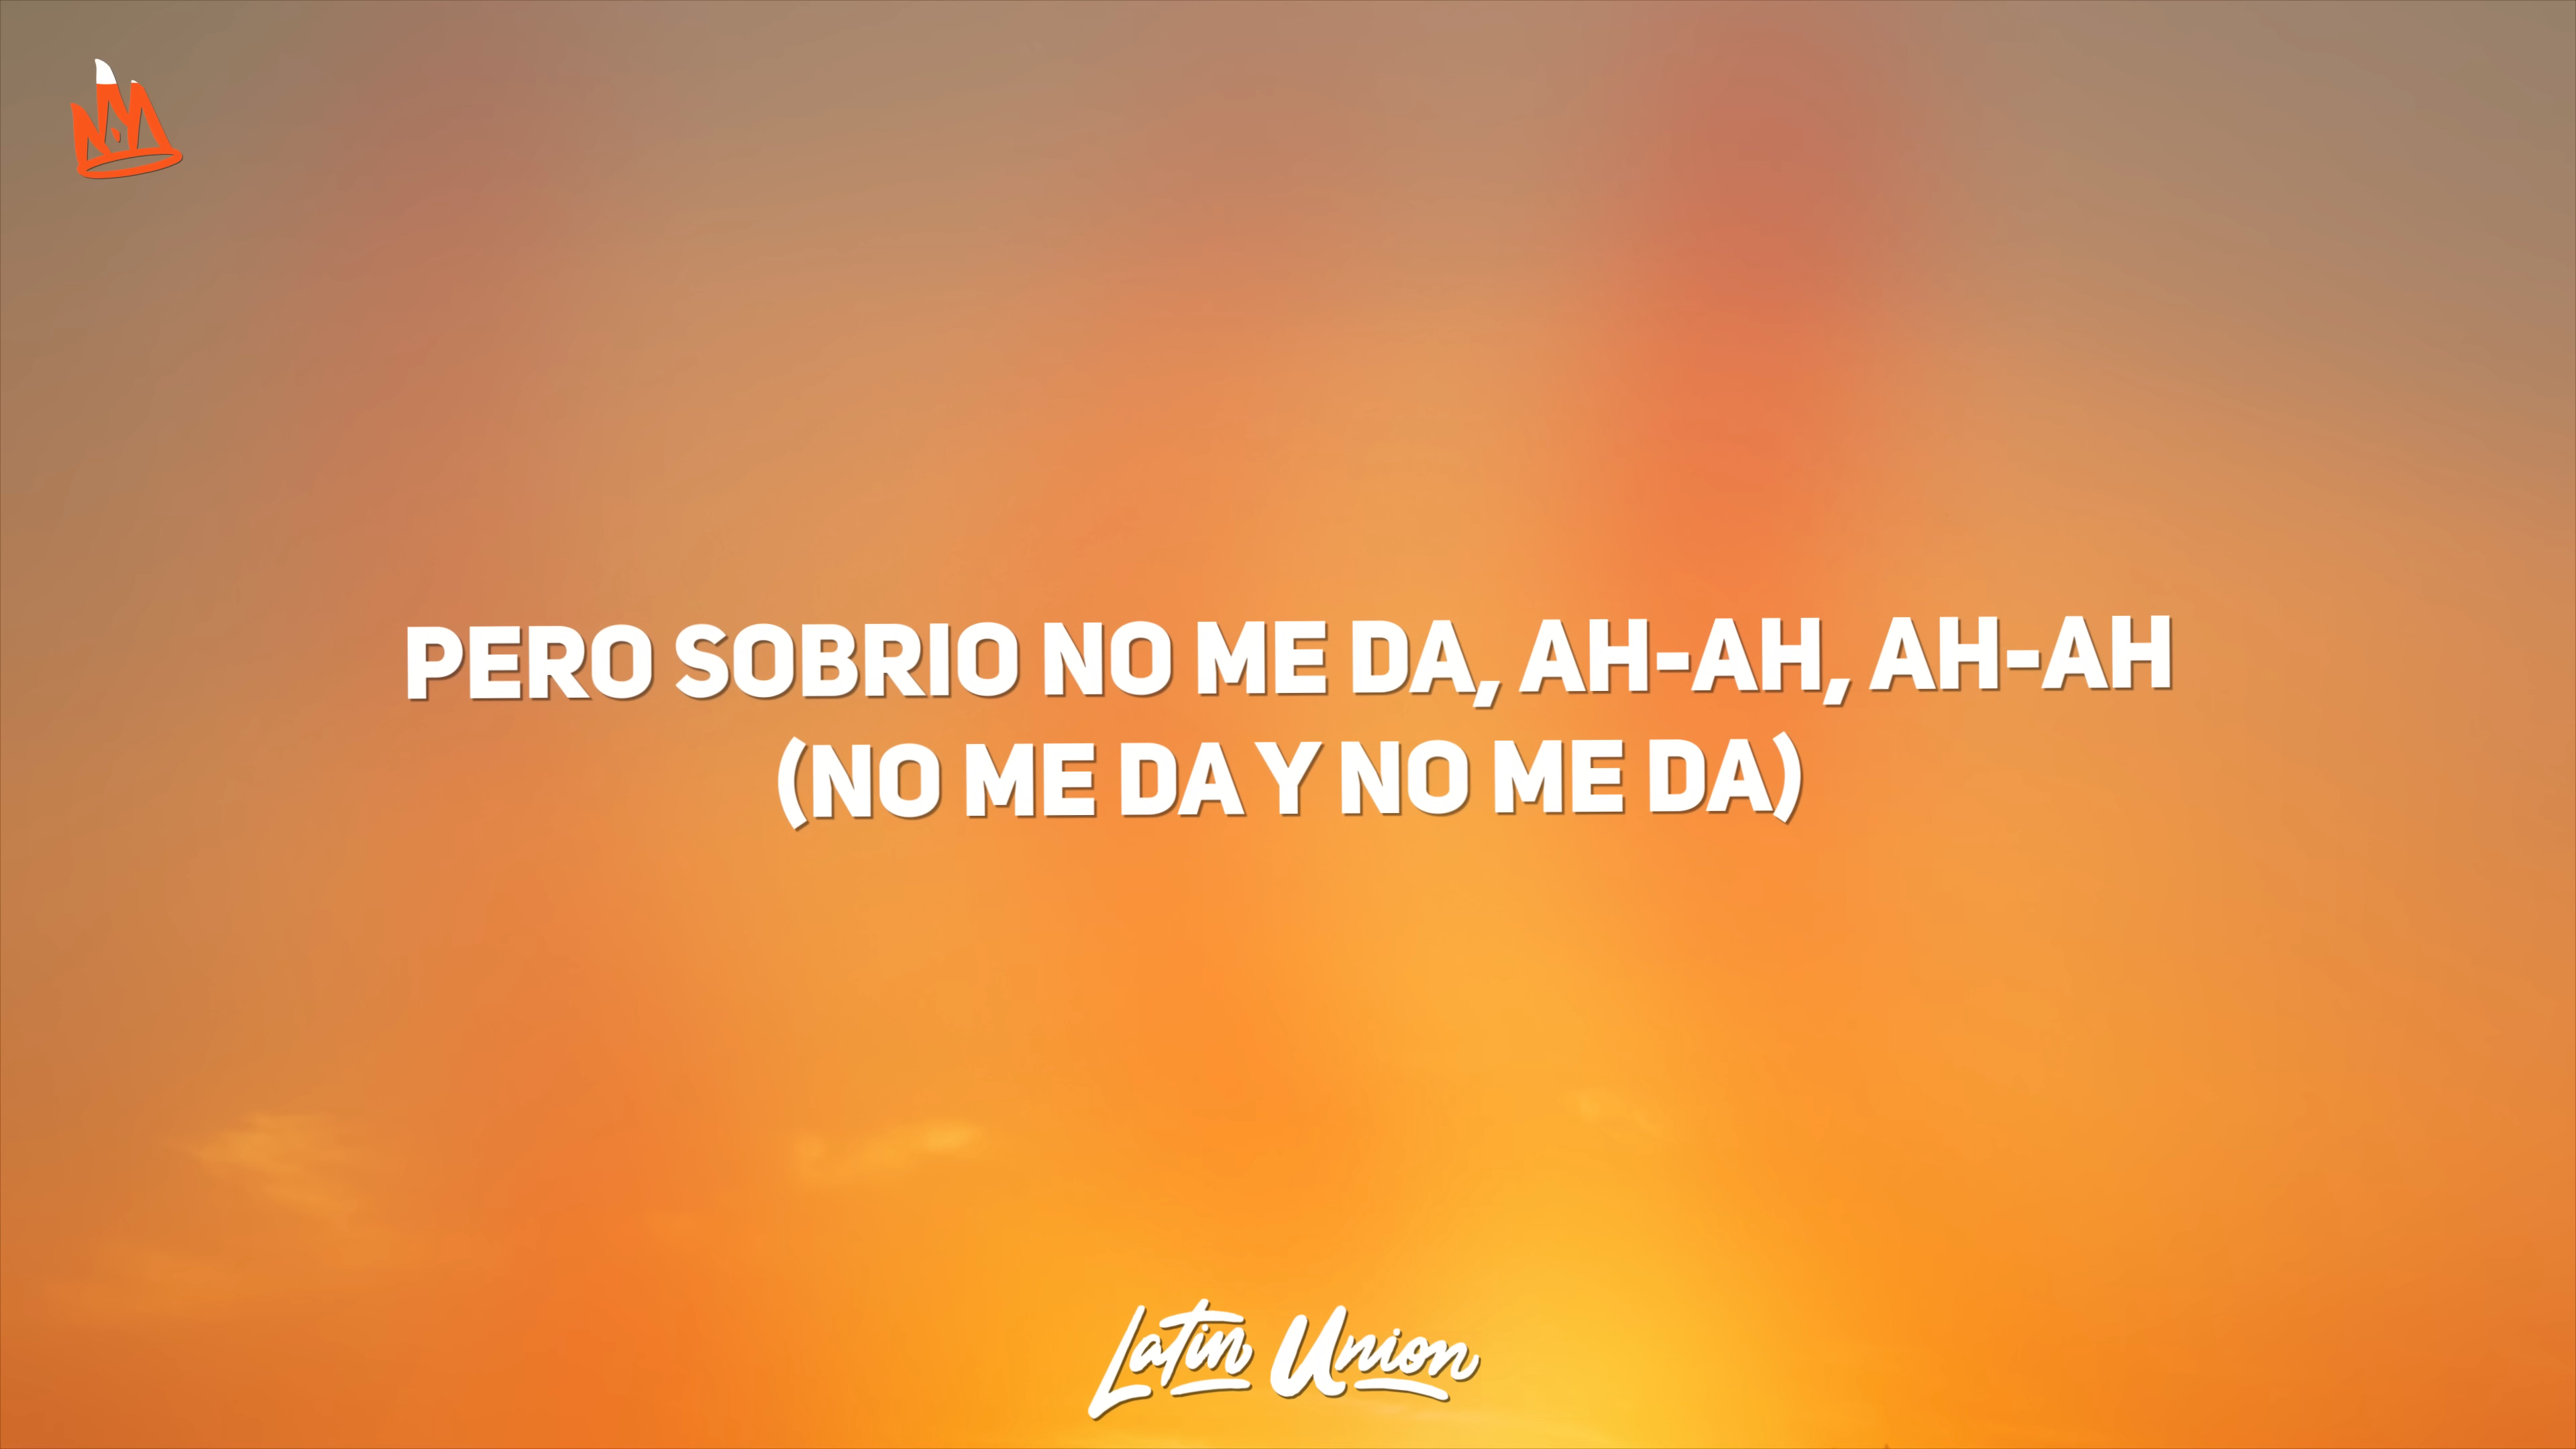 PERO SOBRIO NO ME DA, AH-AH, AH-AH
(NO ME DA Y NO ME DA)
Latin Union